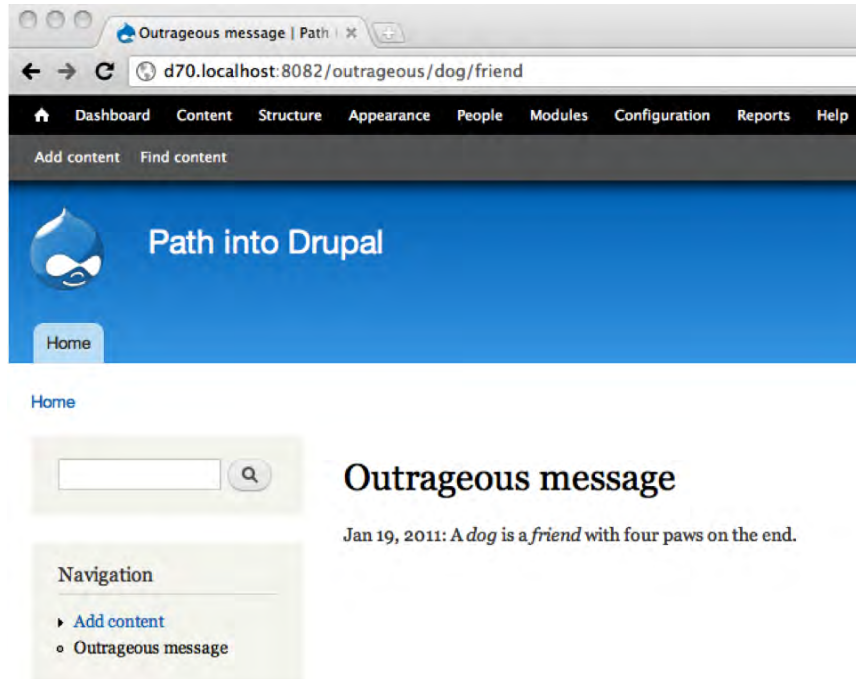 Outrageous message | Path
d70.localhost:8082/outrageous/dog/friend
Dashboard Content Structure Appearance People Modules Configuration Reports Help
Add content Find content
Path into Drupal
Home
Home
Outrageous message
Jan 19, 2011: A dog is a friend with four paws on the end.
Navigation
Add content
Outrageous message